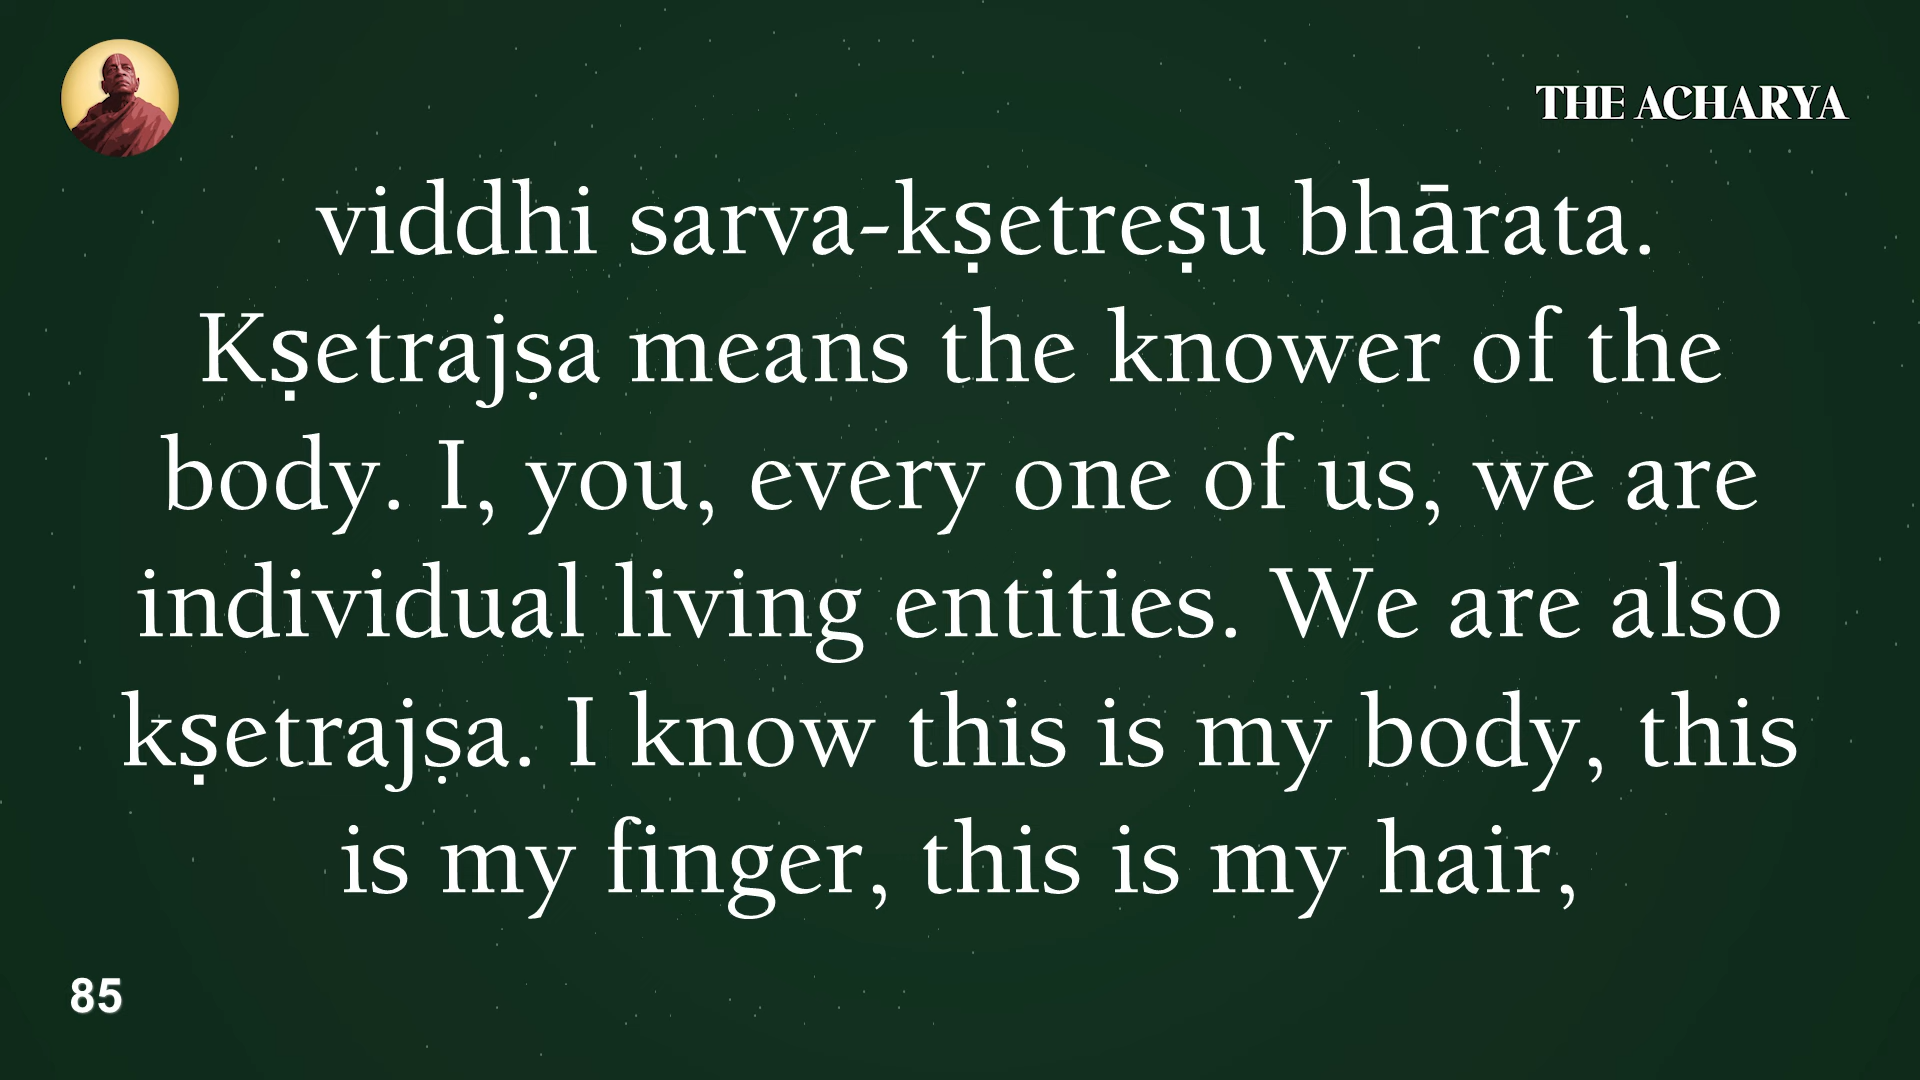 THE ACHARYA
viddhi sarva-kṣetreṣu bhārata.
Kṣetrajṣa means the knower of the
body. I, you, every one of us, we are
individual living entities. We are also
kṣetrajṣa. I know this is my body, this
is my finger, this is my hair,
85